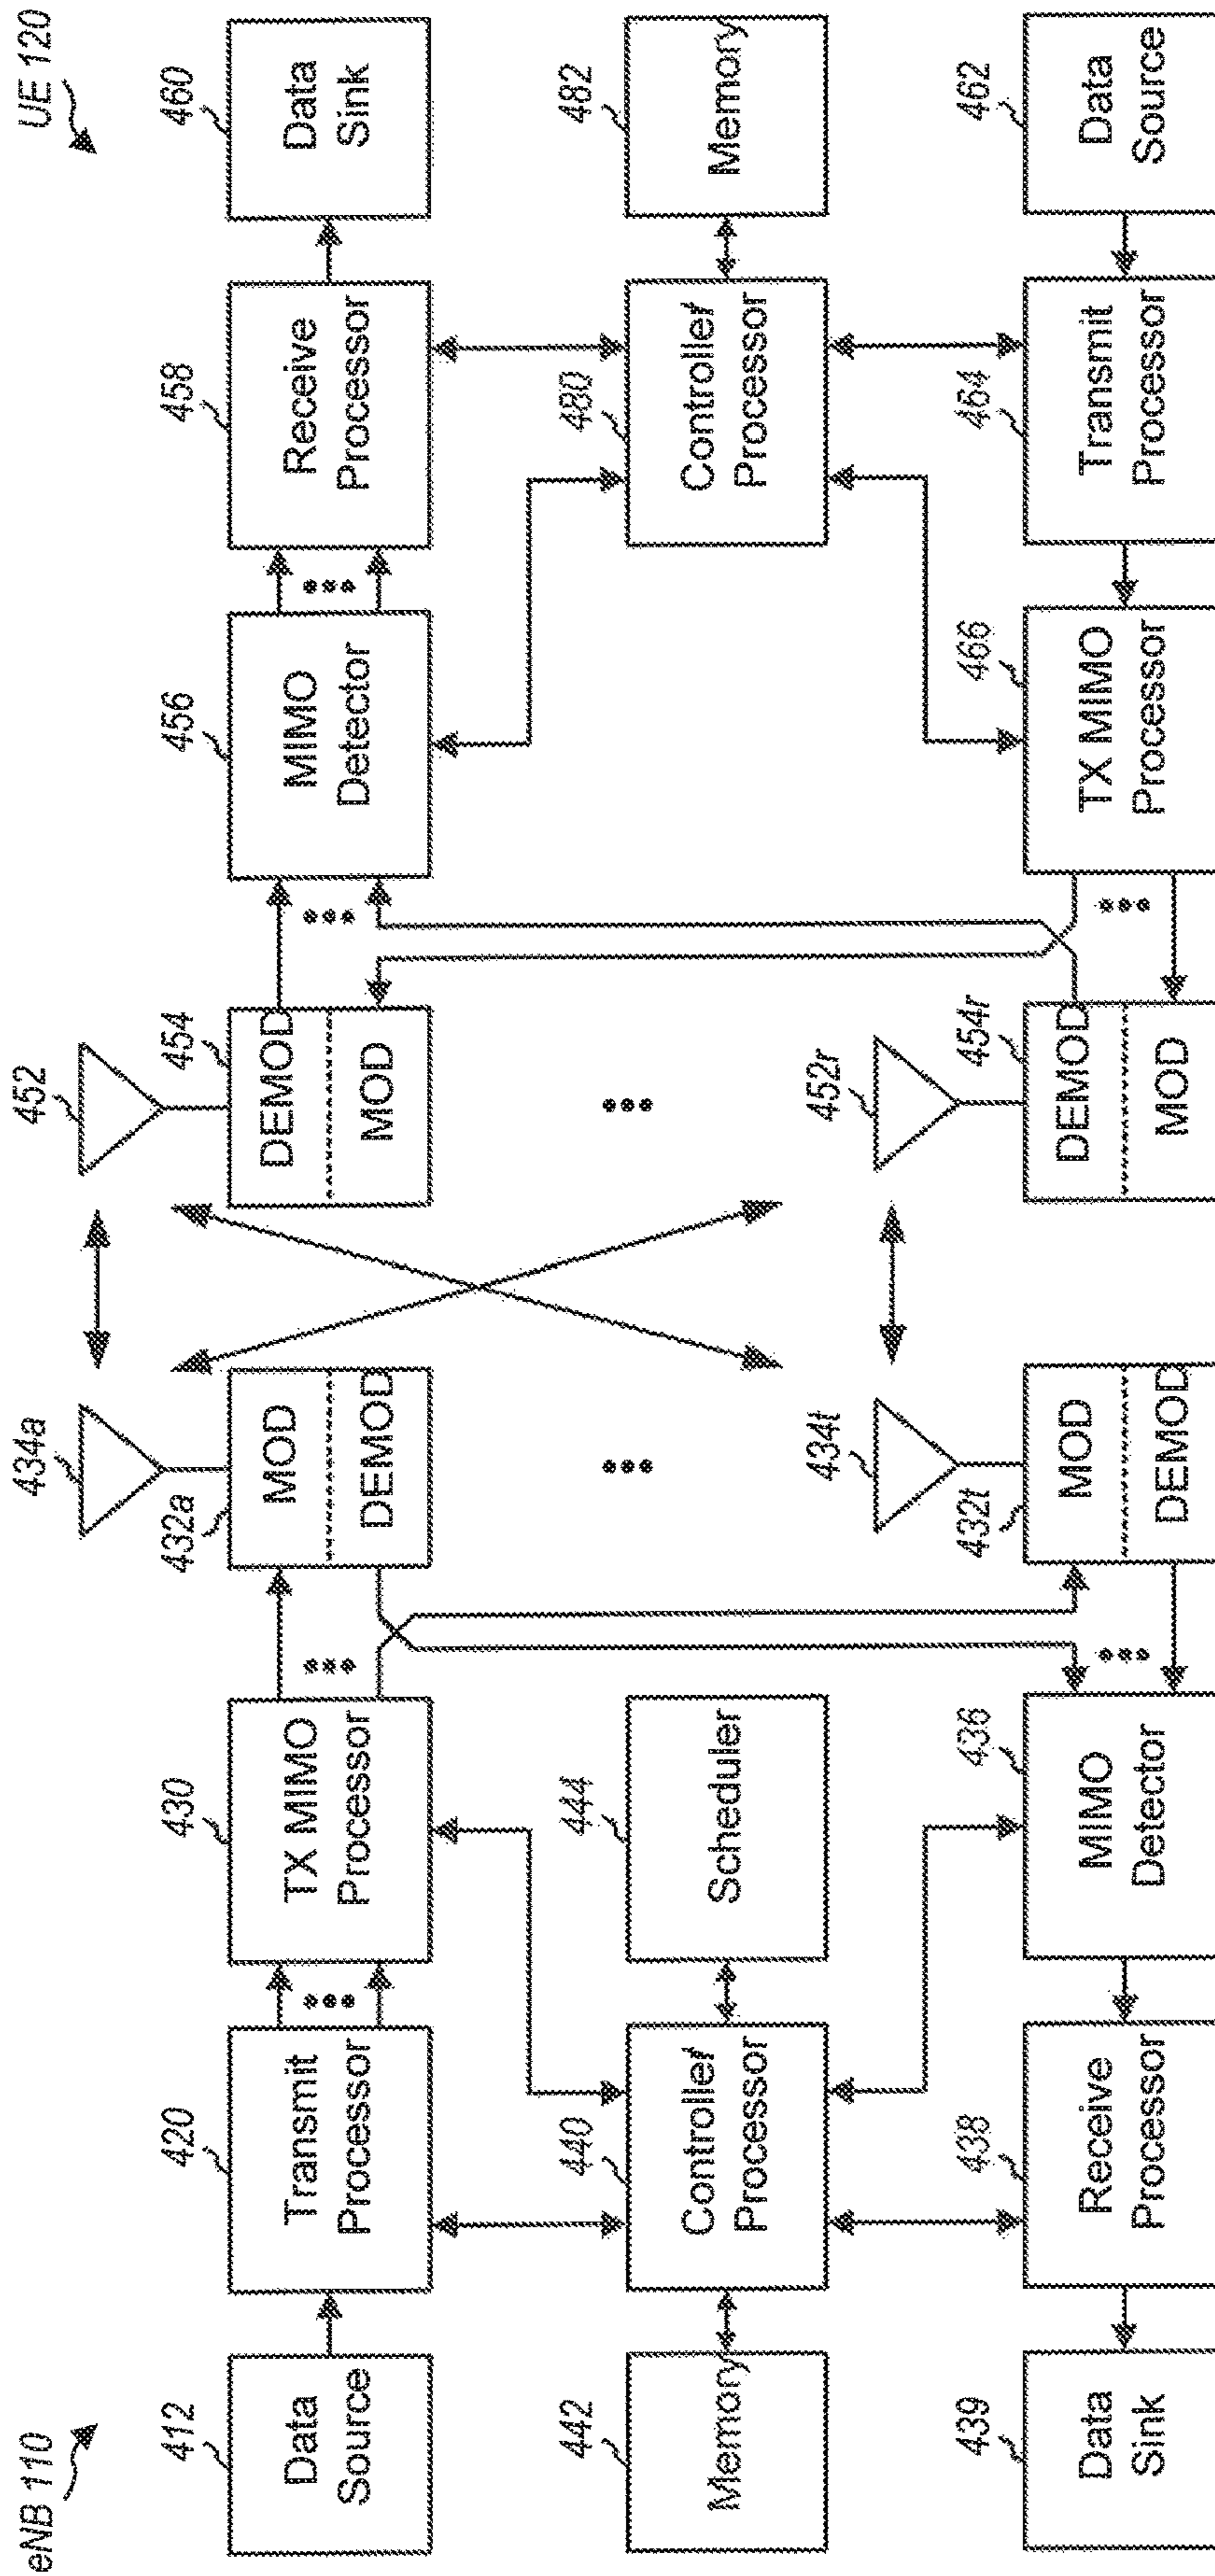 eNB 110
UE 120
434a
452
412
420
430
432a
454
456
458
460
Data
Source
Transmit
Processor
TX MIMO
Processor
MOD
DEMOD
DEMOD
MOD
MIMO
Detector
Receive
Processor
Data
Sink
442
440
444
480
482
Memory
Controller/
Processor
Scheduler
Controller/
Processor
Memory
434t
452r
439
438
436
432t
454r
466
464
462
Data
Sink
Receive
Processor
MIMO
Detector
MOD
DEMOD
DEMOD
MOD
TX MIMO
Processor
Transmit
Processor
Data
Source